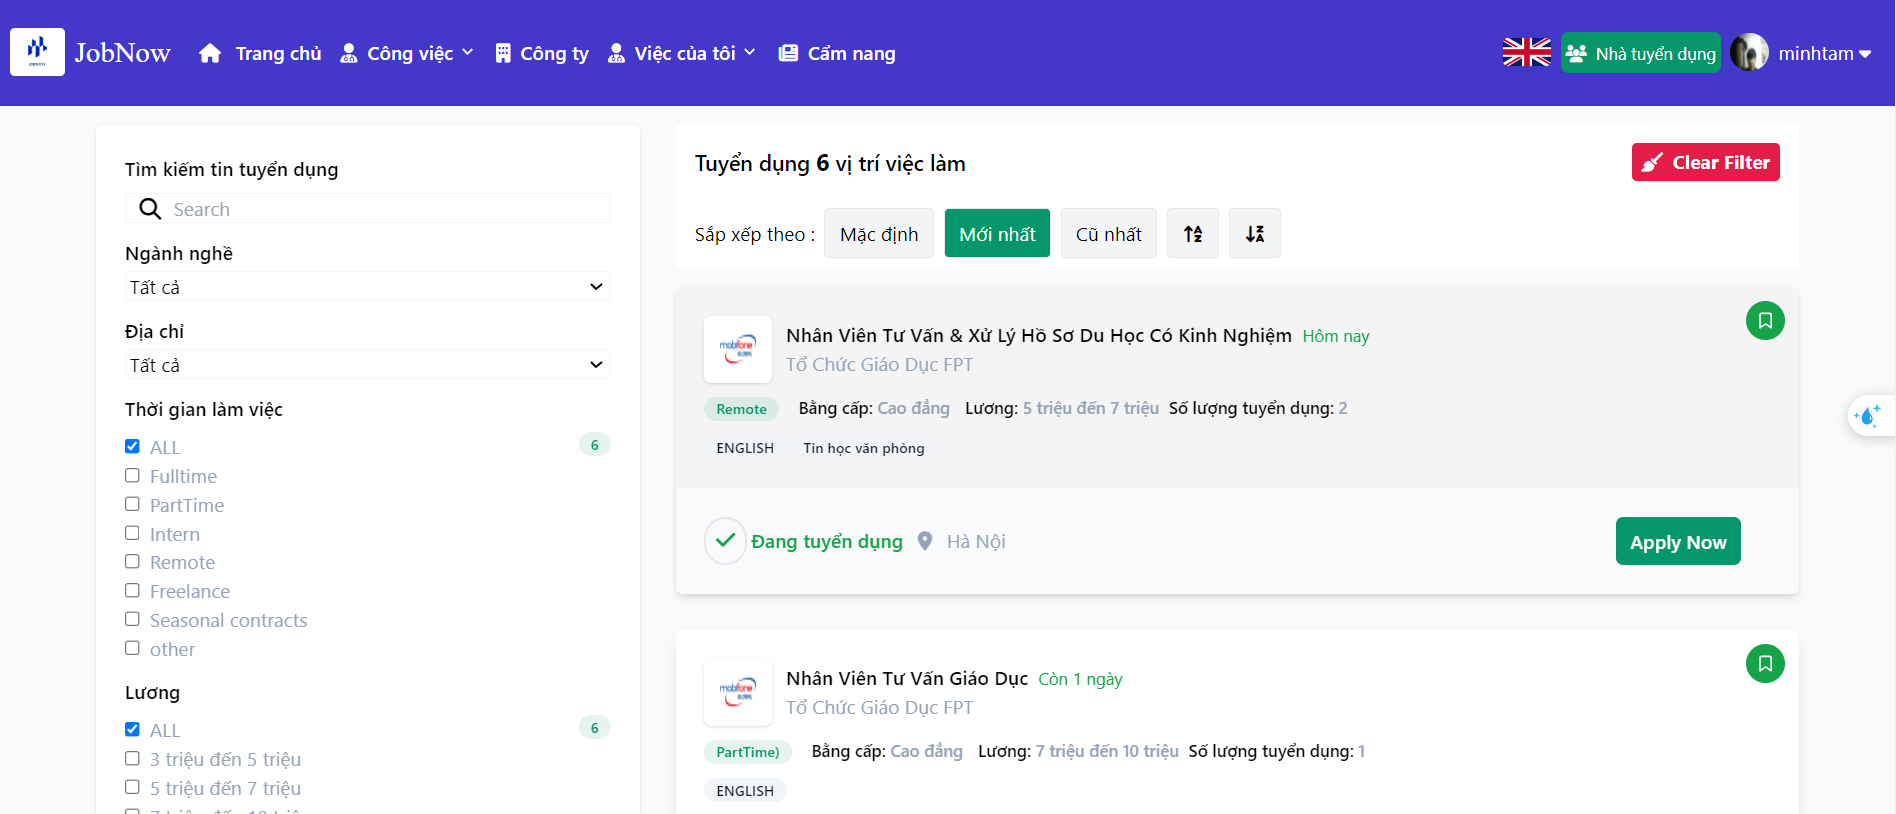 JOBNOW
JobNow
Trang chủ
Công việc
Công ty
Việc của tôi
Cẩm nang
Nhà tuyển dụng
minhtam
Tìm kiếm tin tuyển dụng
Search
Ngành nghề
Tất cả
Địa chỉ
Tất cả
Thời gian làm việc
ALL 6
Fulltime
PartTime
Intern
Remote
Freelance
Seasonal contracts
other
Lương
ALL 6
3 triệu đến 5 triệu
5 triệu đến 7 triệu
Tuyển dụng 6 vị trí việc làm
Clear Filter
Sắp xếp theo : Mặc định Mới nhất Cũ nhất
mobifone
GLOBAL
Nhân Viên Tư Vấn & Xử Lý Hồ Sơ Du Học Có Kinh Nghiệm Hôm nay
Tổ Chức Giáo Dục FPT
Remote Bằng cấp: Cao đẳng Lương: 5 triệu đến 7 triệu Số lượng tuyển dụng: 2
ENGLISH Tin học văn phòng
Đang tuyển dụng Hà Nội
Apply Now
mobifone
GLOBAL
Nhân Viên Tư Vấn Giáo Dục Còn 1 ngày
Tổ Chức Giáo Dục FPT
PartTime) Bằng cấp: Cao đẳng Lương: 7 triệu đến 10 triệu Số lượng tuyển dụng: 1
ENGLISH